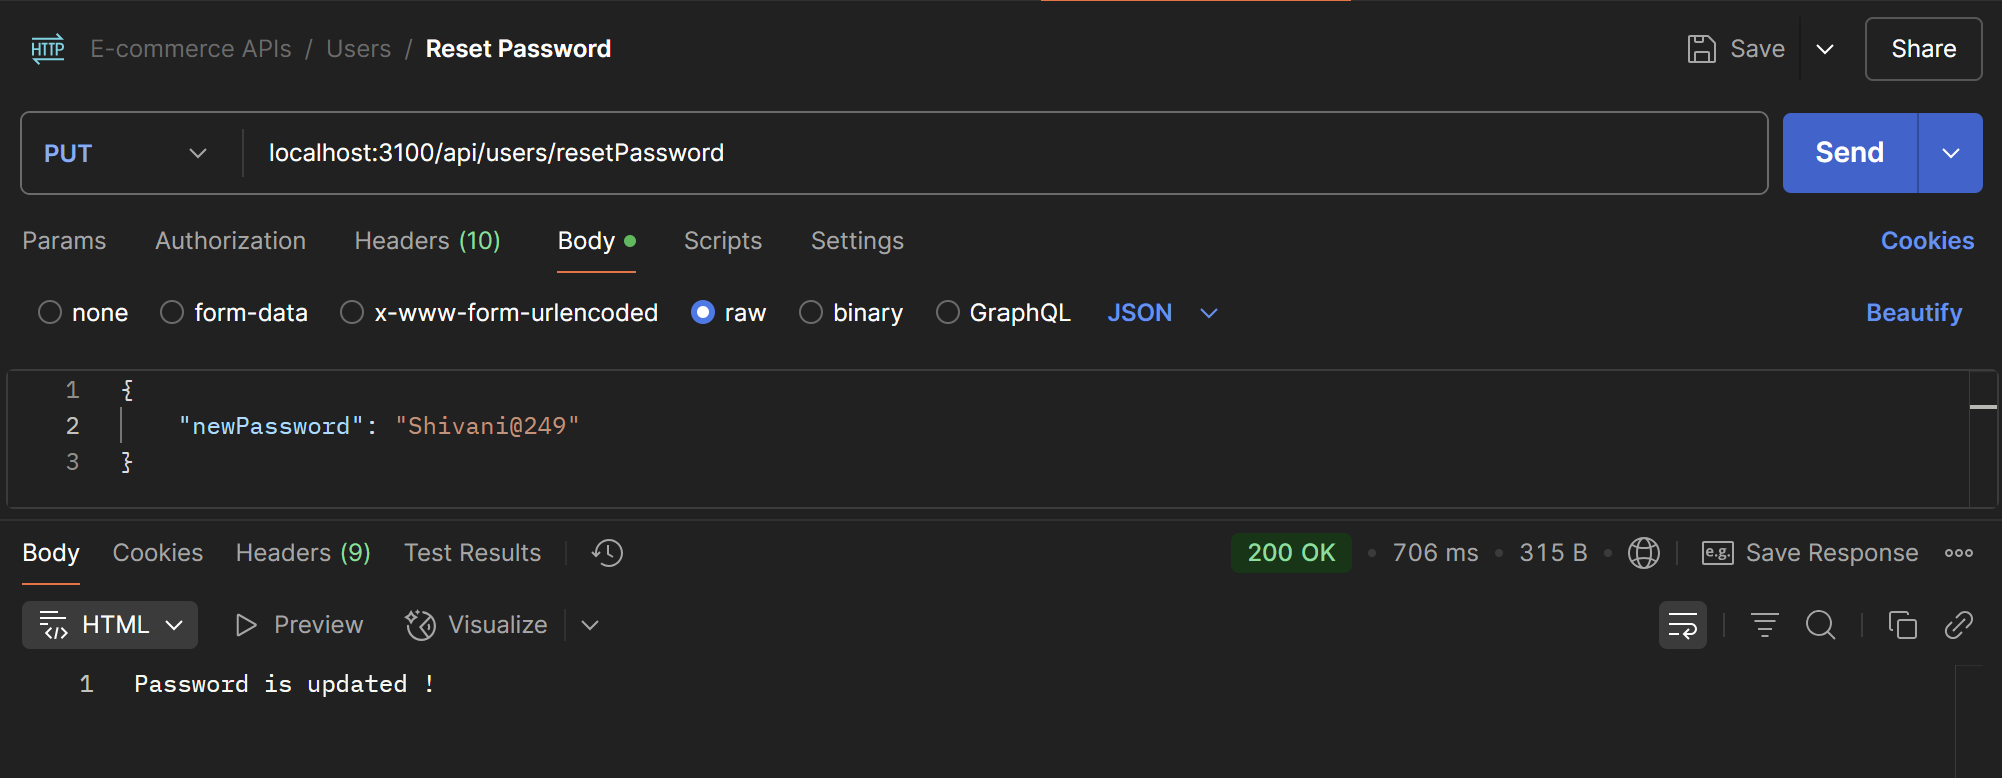 HTTP E-commerce APIs / Users / Reset Password Save Share
PUT localhost:3100/api/users/resetPassword Send
Params Authorization Headers (10) Body Scripts Settings Cookies
none form-data x-www-form-urlencoded raw binary GraphQL JSON Beautify
1 {
2 "newPassword": "Shivani@249"
3 }
Body Cookies Headers (9) Test Results 200 OK • 706 ms • 315 B • e.g. Save Response
HTML Preview Visualize
1 Password is updated !